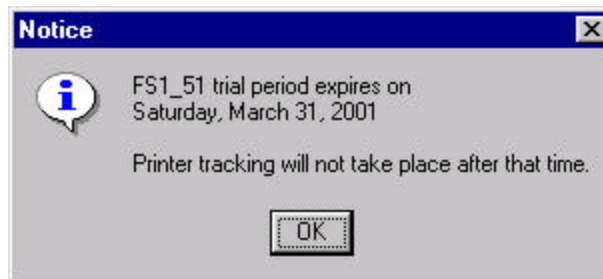 Notice
FS1_51 trial period expires on
Saturday, March 31, 2001
Printer tracking will not take place after that time.
OK